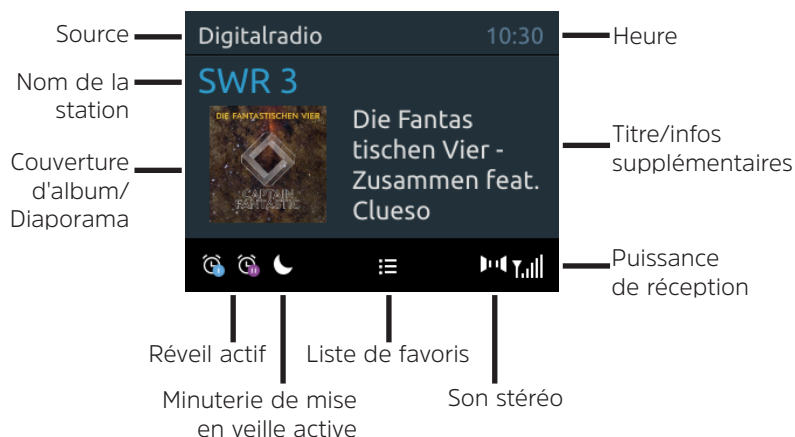 Source
Digitalradio
10:30
Heure
Nom de la
station
SWR 3
DIE FANTASTISCHEN VIER
CAPTAIN
FANTASTIC
Die Fantas
tischen Vier -
Zusammen feat.
Clueso
Couverture
d'album/
Diaporama
Titre/infos
supplémentaires
Puissance
de réception
Réveil actif
Liste de favoris
Minuterie de mise
en veille active
Son stéréo